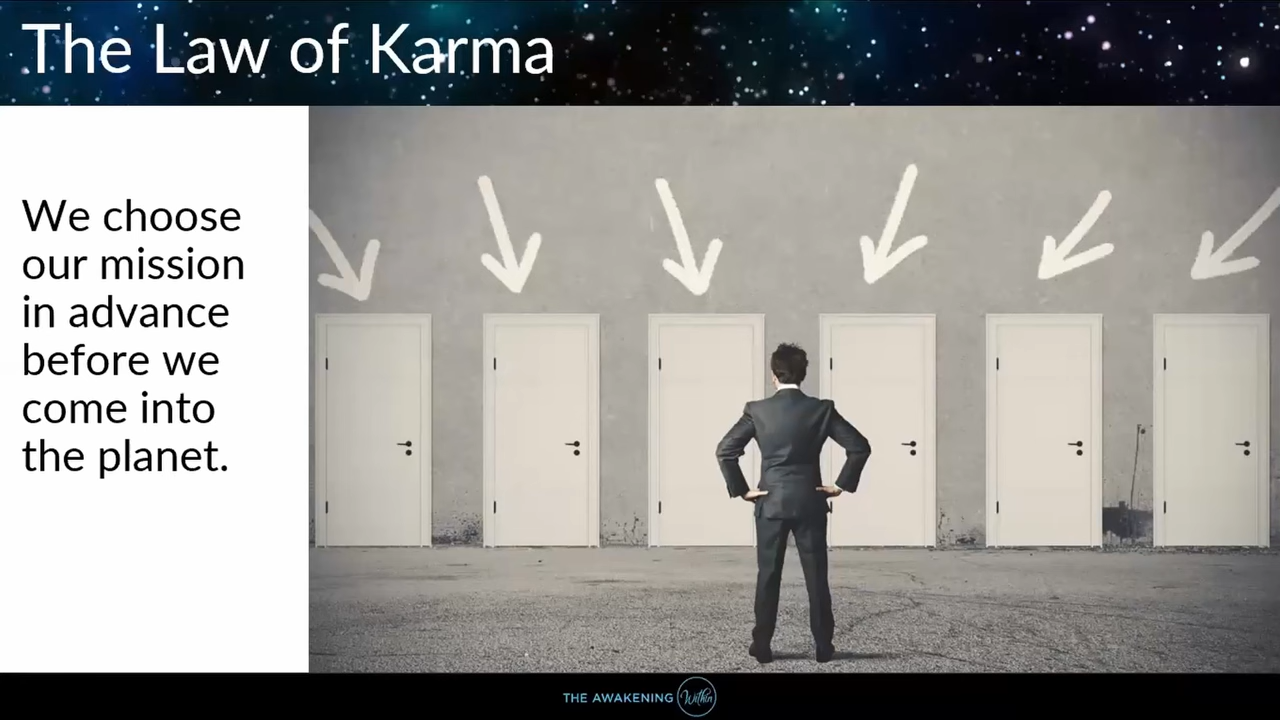 The Law of Karma
We choose
our mission
in advance
before we
come into
the planet.
THE AWAKENING Within